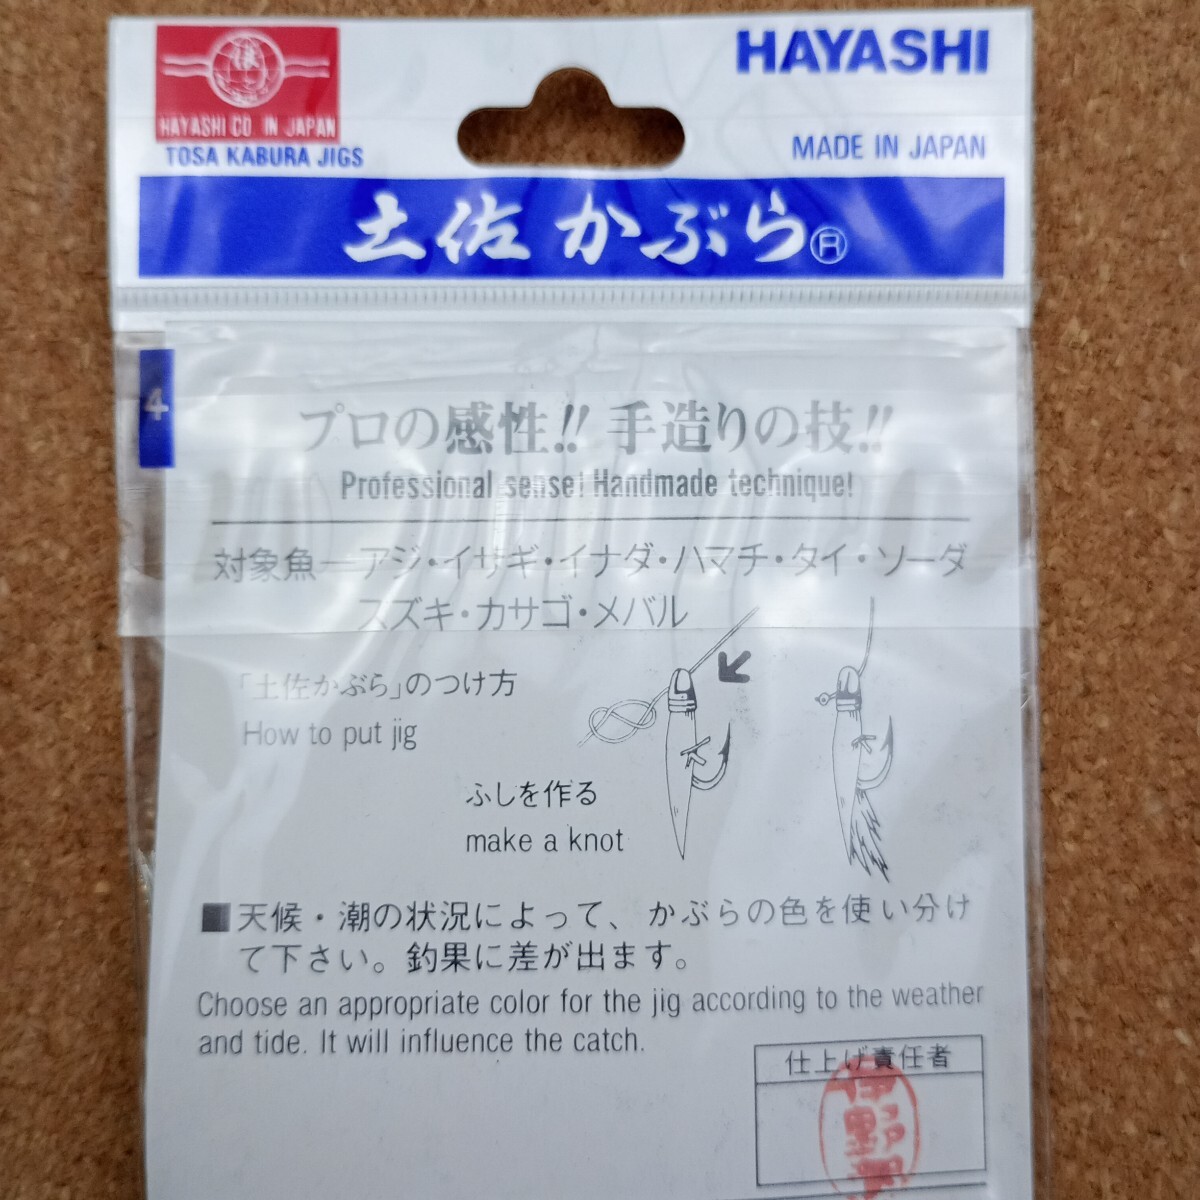 HAYASHI
HAYASHI CO IN JAPAN
TOSA KABURA JIGS
MADE IN JAPAN
土佐かぶら®
4
プロの感性!! 手造りの技!!
Professional sense! Handmade technique!
対象魚―アジ・イサギ・イナダ・ハマチ・タイ・ソーダ
スズキ・カサゴ・メバル
「土佐かぶら」のつけ方
How to put jig
ふしを作る
make a knot
■天候・潮の状況によって、かぶらの色を使い分け
て下さい。釣果に差が出ます。
Choose an appropriate color for the jig according to the weather
and tide. It will influence the catch.
仕上げ責任者
伊野